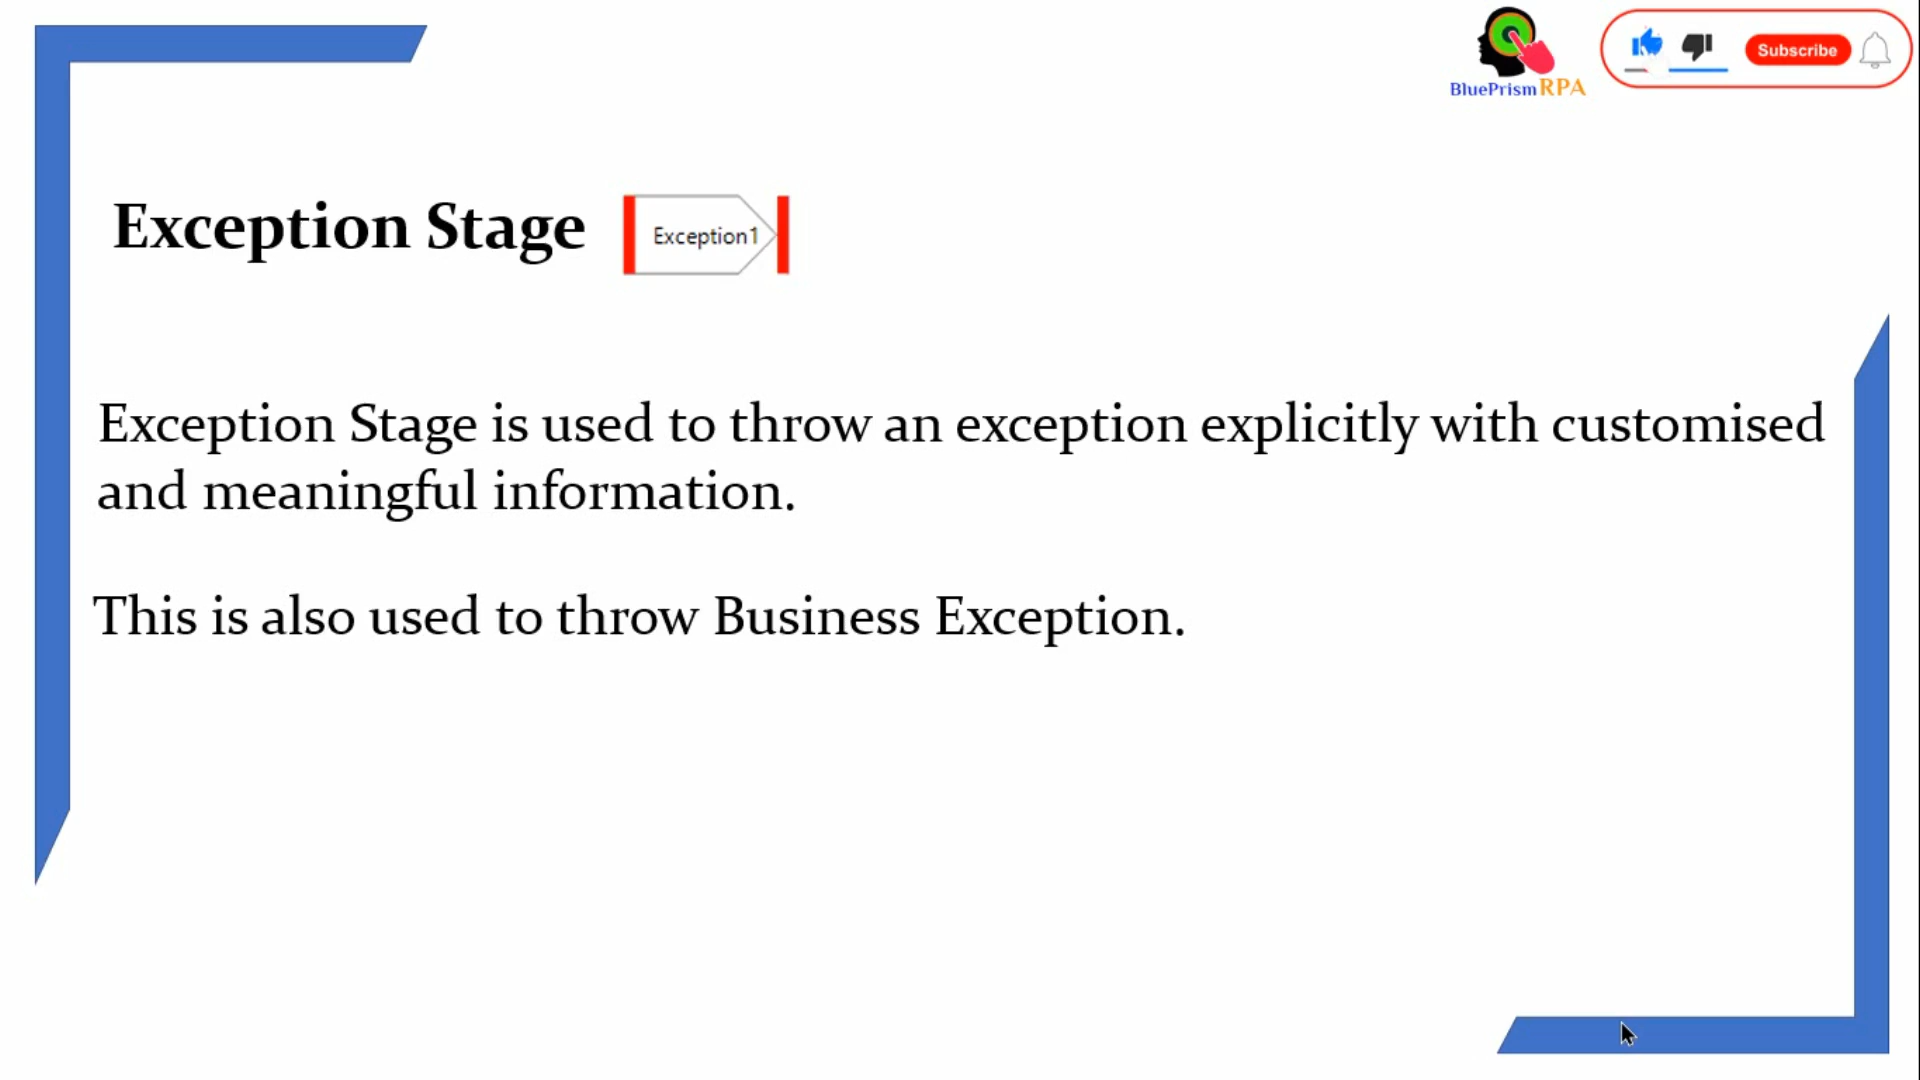 BluePrism RPA
Subscribe
Exception Stage
Exception1
Exception Stage is used to throw an exception explicitly with customised
and meaningful information.
This is also used to throw Business Exception.